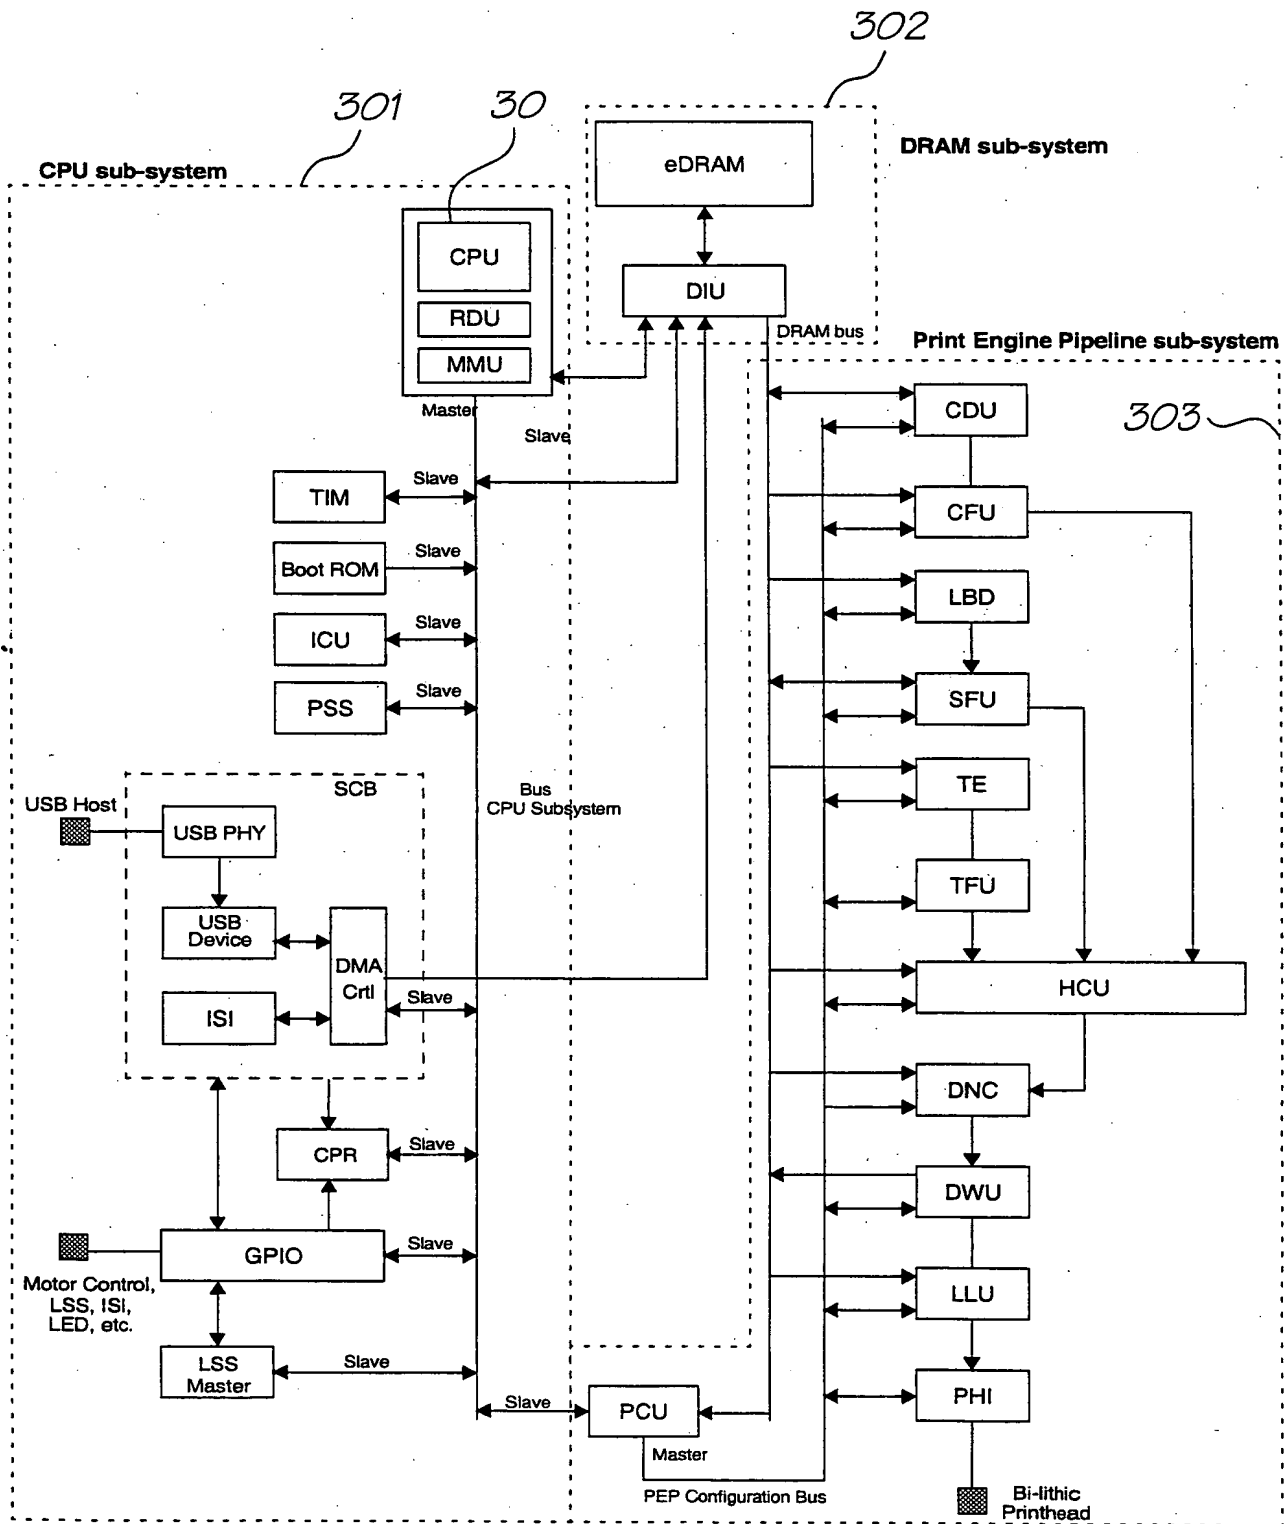 302
301
30
DRAM sub-system
CPU sub-system
eDRAM
CPU
DIU
RDU
DRAM bus
Print Engine Pipeline sub-system
MMU
Master
CDU
303
Slave
TIM
Slave
CFU
Boot ROM
Slave
LBD
ICU
Slave
PSS
Slave
SFU
SCB
Bus
CPU Subsystem
TE
USB Host
USB PHY
TFU
USB
Device
DMA
Crtl
Slave
ISI
HCU
DNC
CPR
Slave
DWU
GPIO
Slave
Motor Control,
LSS, ISI,
LED, etc.
LLU
LSS
Master
Slave
PHI
Slave
PCU
Master
PEP Configuration Bus
Bi-lithic
Printhead